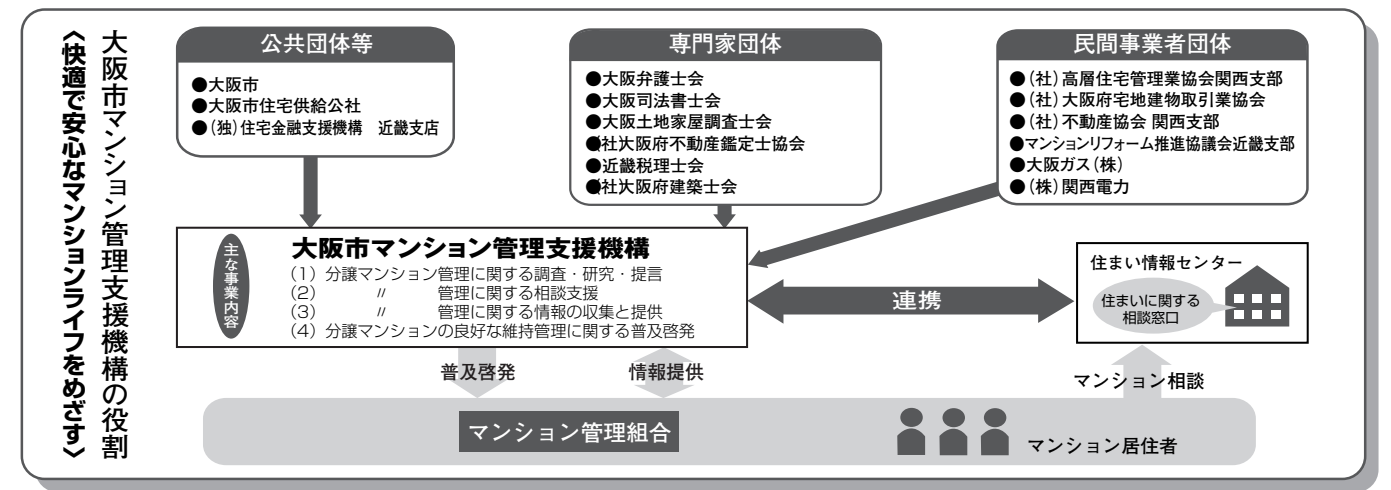 大阪市マンション管理支援機構の役割
〈快適で安心なマンションライフをめざす〉
公共団体等
●大阪市
●大阪市住宅供給公社
●(独)住宅金融支援機構　近畿支店
専門家団体
●大阪弁護士会
●大阪司法書士会
●大阪土地家屋調査士会
●(社)大阪府不動産鑑定士協会
●近畿税理士会
●(社)大阪府建築士会
民間事業者団体
●(社)高層住宅管理業協会関西支部
●(社)大阪府宅地建物取引業協会
●(社)不動産協会 関西支部
●マンションリフォーム推進協議会近畿支部
●大阪ガス(株)
●(株)関西電力
主な事業内容
大阪市マンション管理支援機構
(1) 分譲マンション管理に関する調査・研究・提言
(2)　　〃　　管理に関する相談支援
(3)　　〃　　管理に関する情報の収集と提供
(4) 分譲マンションの良好な維持管理に関する普及啓発
連携
住まい情報センター
住まいに関する
相談窓口
普及啓発
情報提供
マンション相談
マンション管理組合
マンション居住者